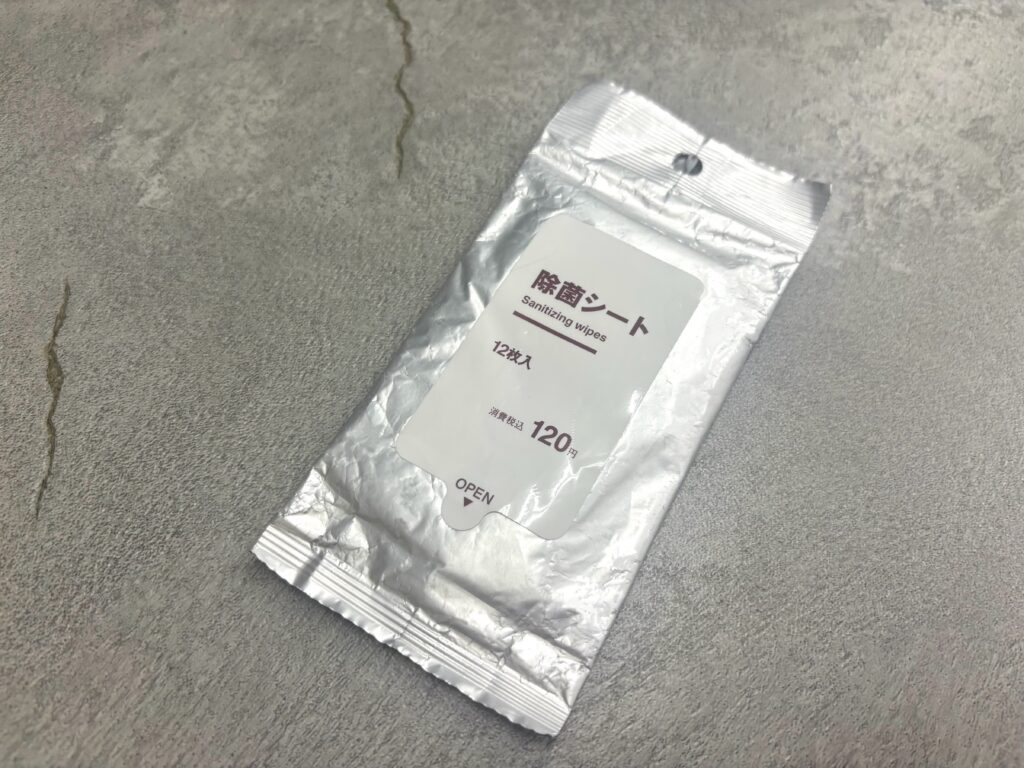 除菌シート
Sanitizing wipes
12枚入
消費税込 120円
OPEN